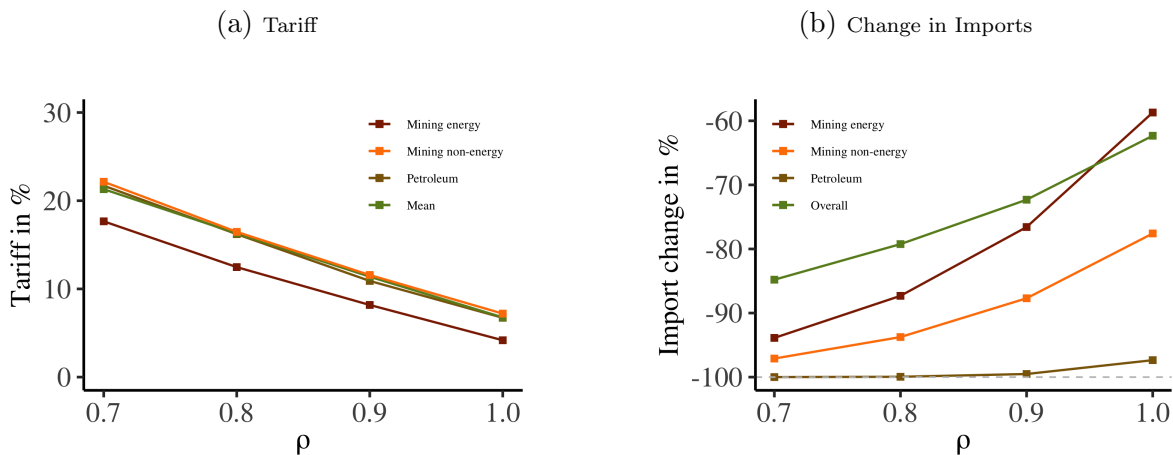 (a) Tariff
30
20
10
0
Tariff in %
Mining energy
Mining non-energy
Petroleum
Mean
0.7 0.8 0.9 1.0
ρ
(b) Change in Imports
-60
-70
-80
-90
-100
Import change in %
Mining energy
Mining non-energy
Petroleum
Overall
0.7 0.8 0.9 1.0
ρ